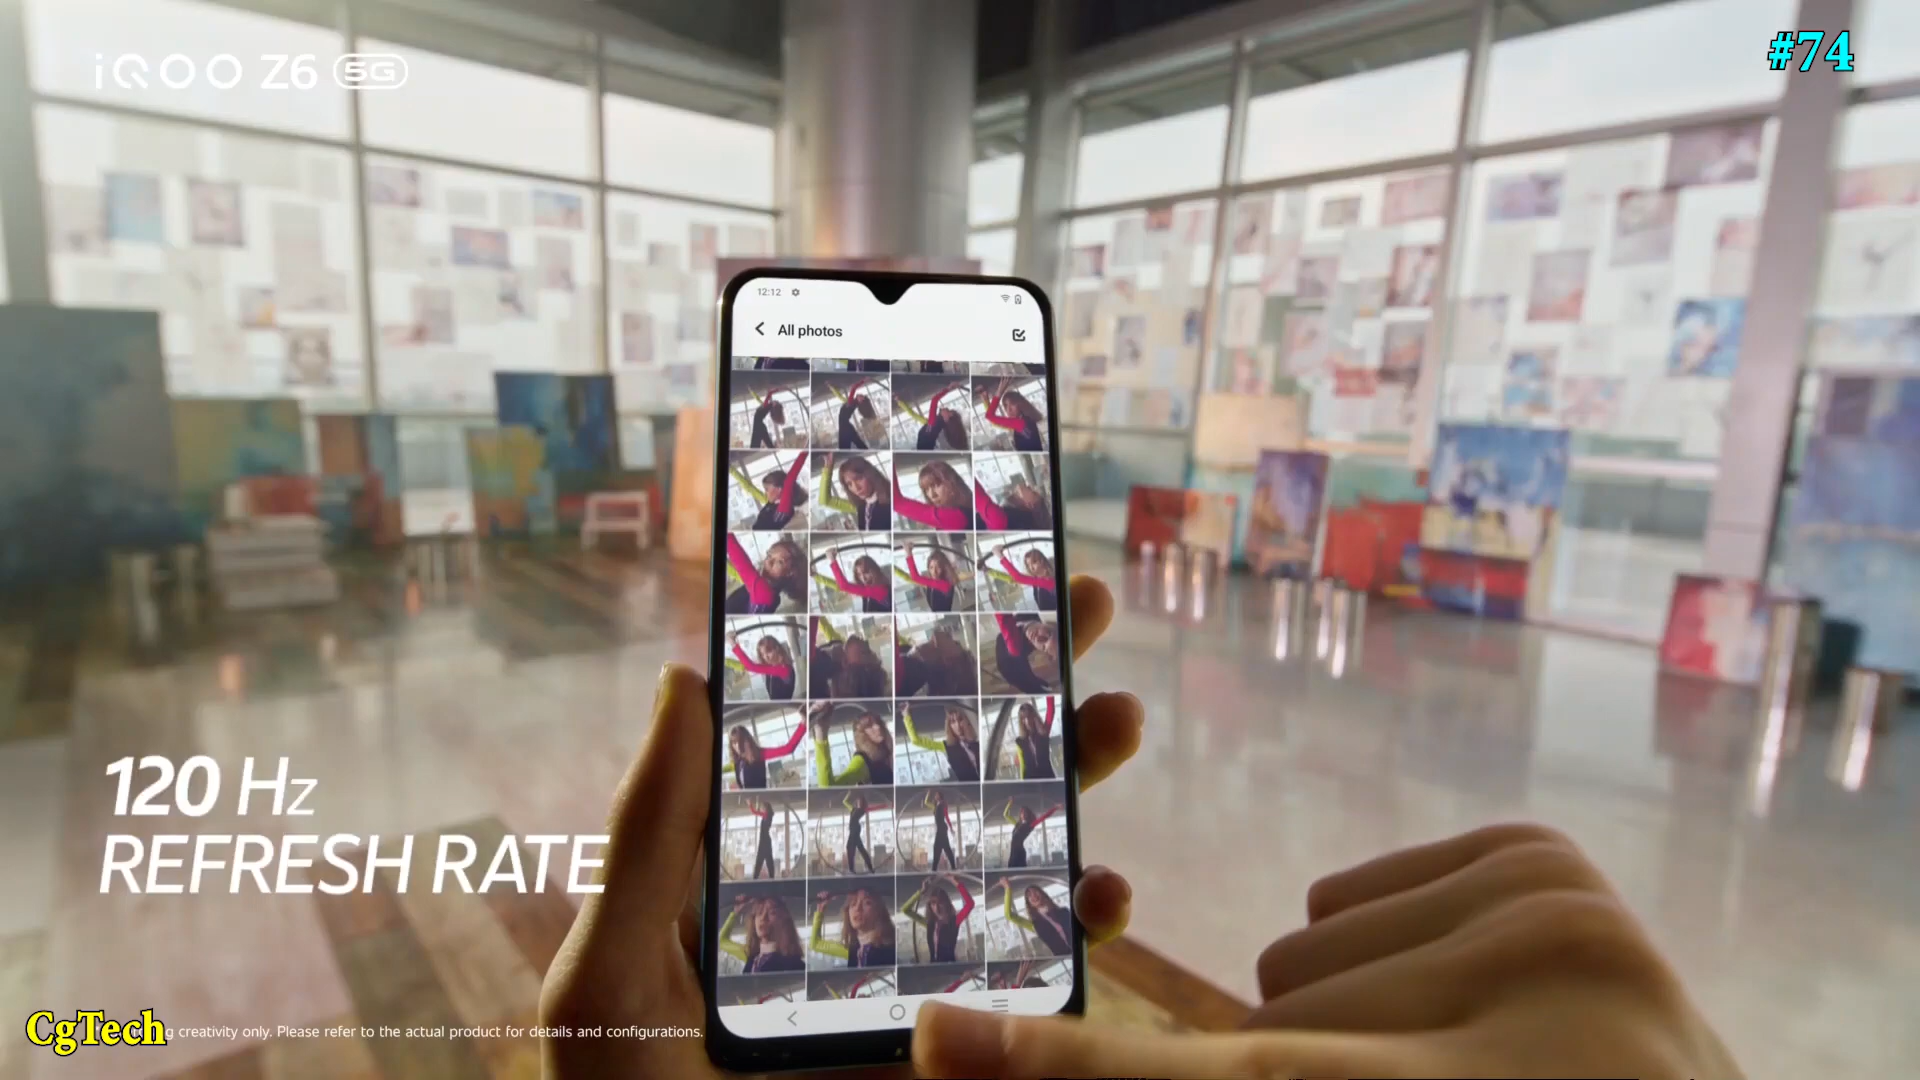 iQOO Z6 5G
#74
12:12
All photos
120 Hz
REFRESH RATE
CgTech
creativity only. Please refer to the actual product for details and configurations.